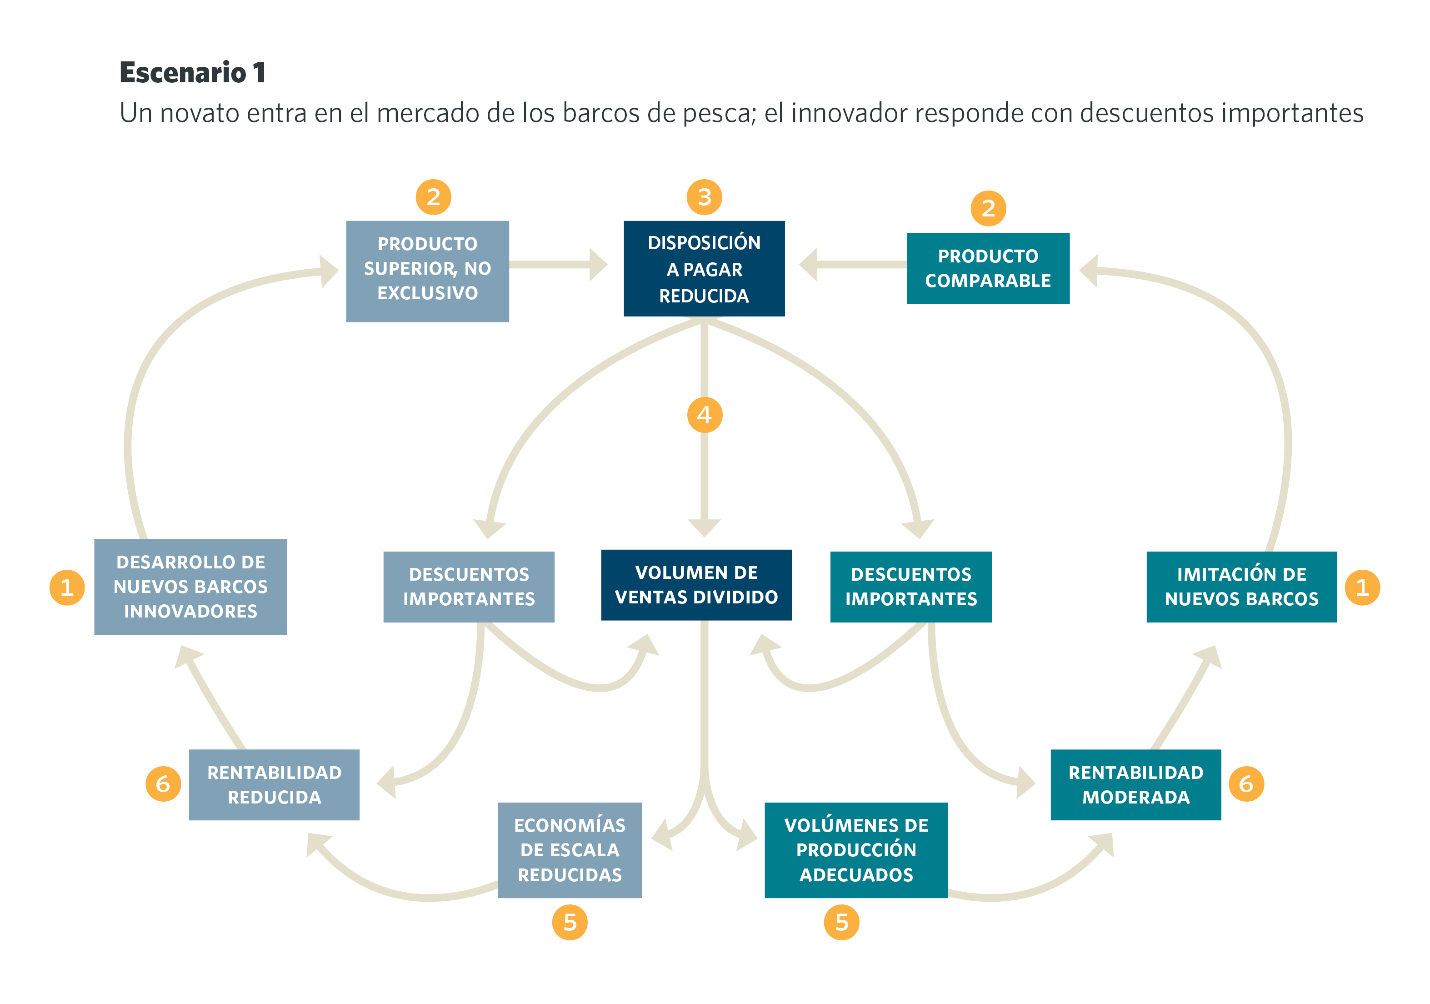 Escenario 1
Un novato entra en el mercado de los barcos de pesca; el innovador responde con descuentos importantes
2
3
2
PRODUCTO
SUPERIOR, NO
EXCLUSIVO
DISPOSICIÓN
A PAGAR
REDUCIDA
PRODUCTO
COMPARABLE
4
1
DESARROLLO DE
NUEVOS BARCOS
INNOVADORES
DESCUENTOS
IMPORTANTES
VOLUMEN DE
VENTAS DIVIDIDO
DESCUENTOS
IMPORTANTES
IMITACIÓN DE
NUEVOS BARCOS
1
6
RENTABILIDAD
REDUCIDA
RENTABILIDAD
MODERADA
6
ECONOMÍAS
DE ESCALA
REDUCIDAS
VOLÚMENES DE
PRODUCCIÓN
ADECUADOS
5
5